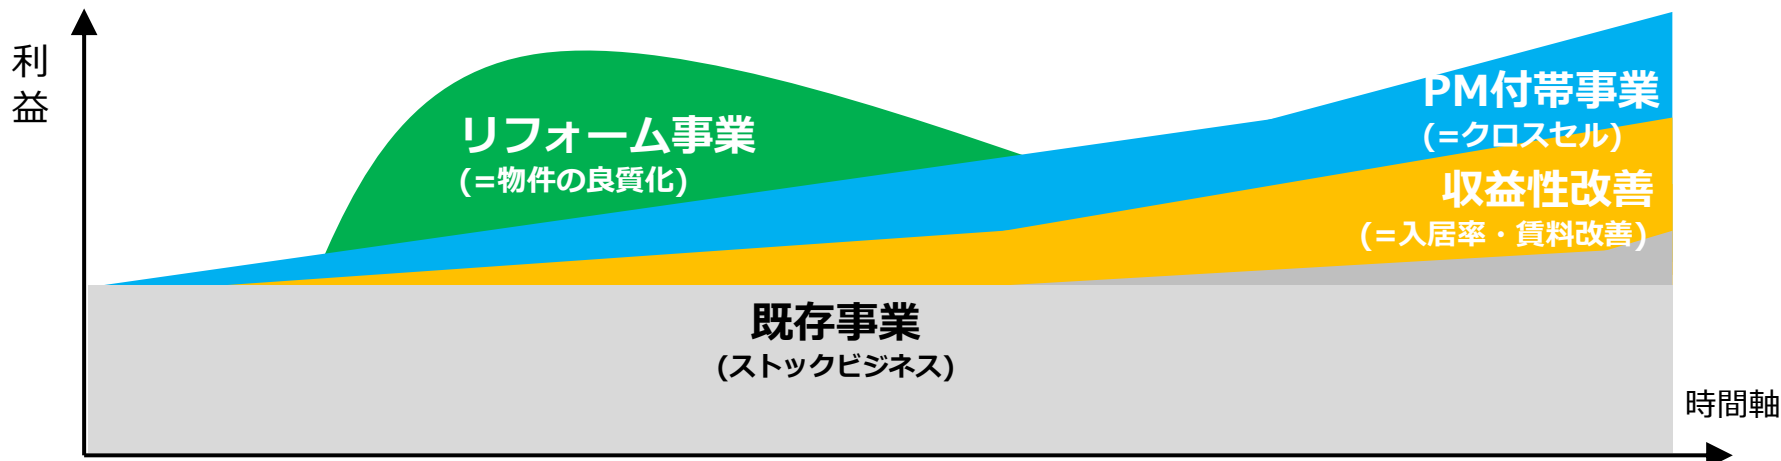 利
益
リフォーム事業
(=物件の良質化)
PM付帯事業
(=クロスセル)
収益性改善
(=入居率・賃料改善)
既存事業
(ストックビジネス)
時間軸